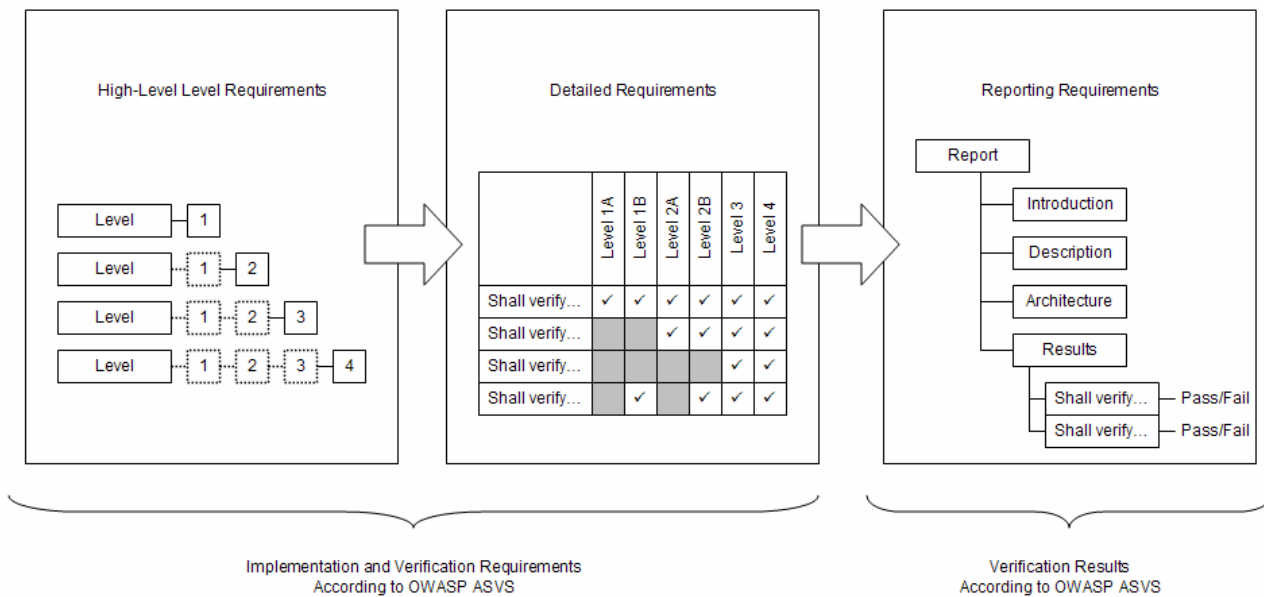 High-Level Level Requirements
Level 1
Level 1 2
Level 1 2 3
Level 1 2 3 4
Detailed Requirements
Level 1A
Level 1B
Level 2A
Level 2B
Level 3
Level 4
Shall verify... ✓ ✓ ✓ ✓ ✓ ✓
Shall verify... ✓ ✓ ✓ ✓
Shall verify... ✓ ✓
Shall verify... ✓ ✓ ✓ ✓
Reporting Requirements
Report
Introduction
Description
Architecture
Results
Shall verify... Pass/Fail
Shall verify... Pass/Fail
Implementation and Verification Requirements
According to OWASP ASVS
Verification Results
According to OWASP ASVS